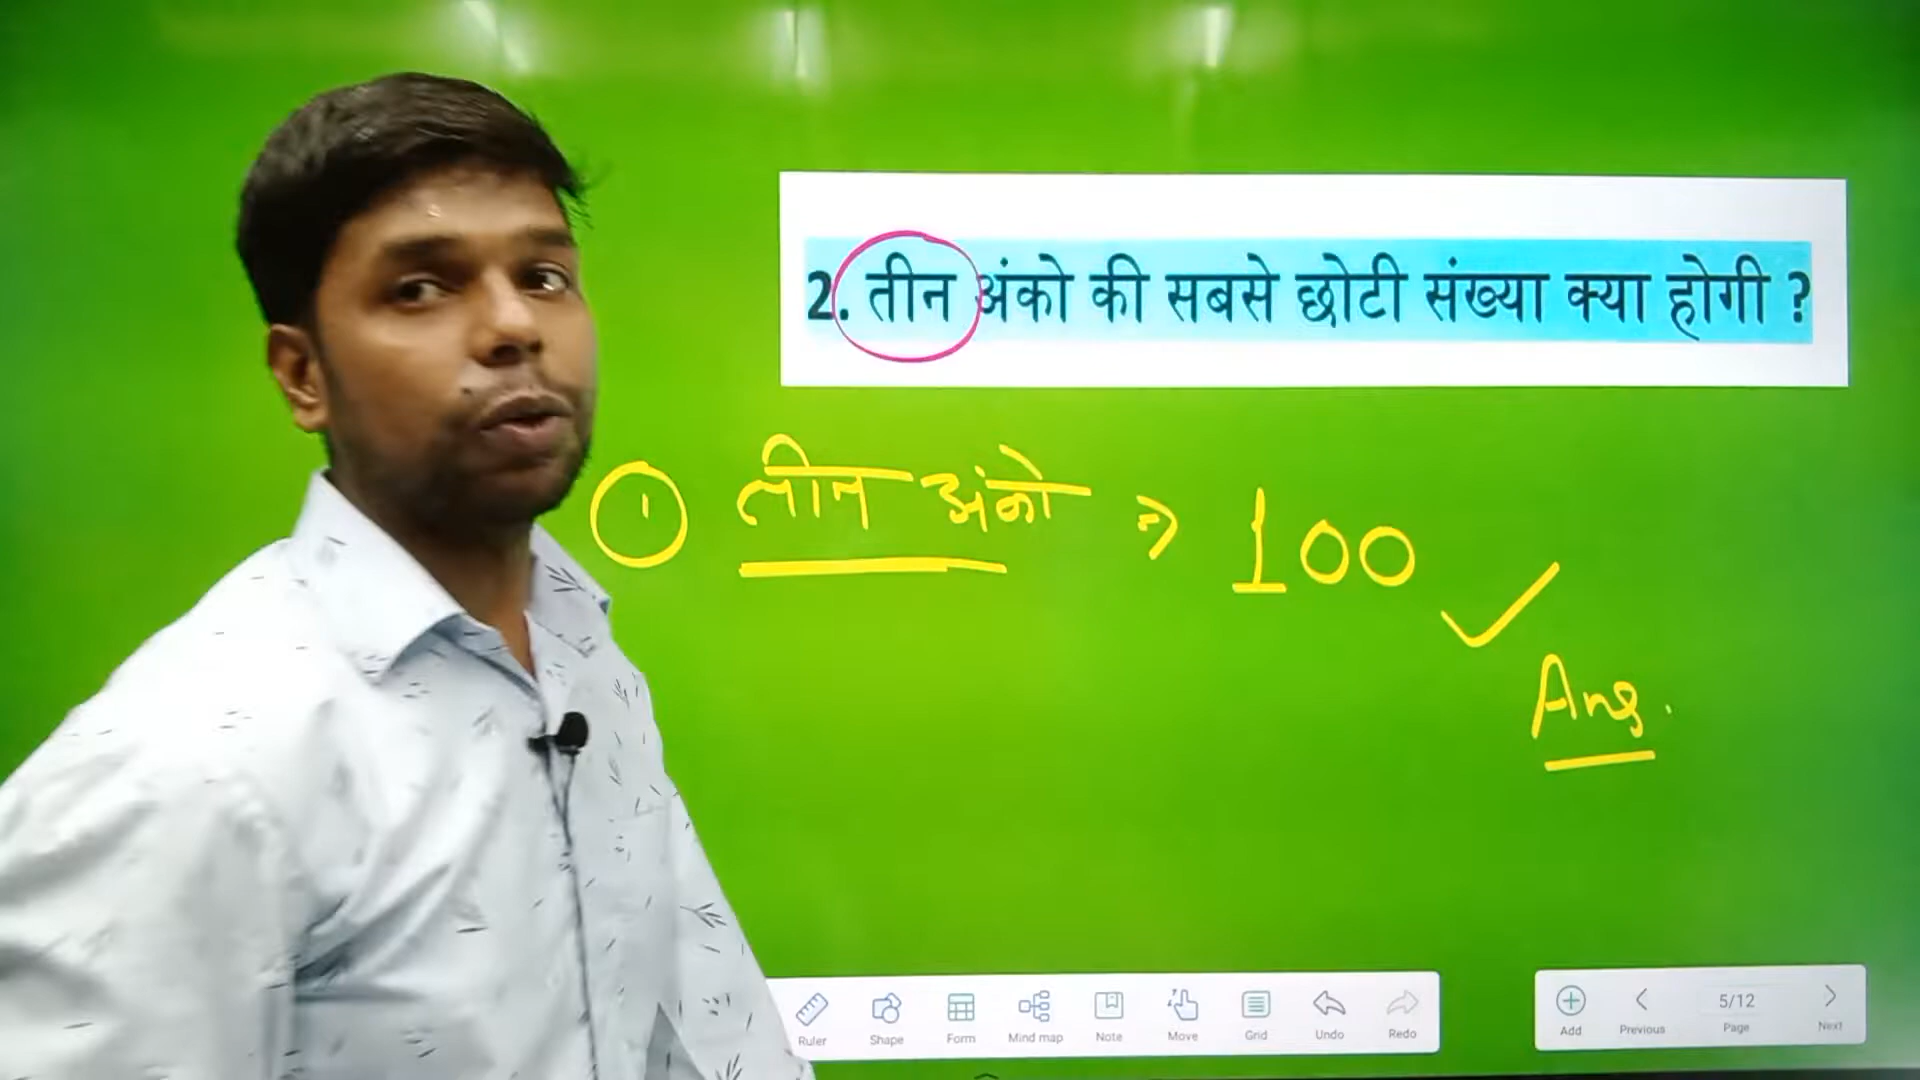 2. तीन अंको की सबसे छोटी संख्या क्या होगी ?
1 तीन अंको ⇒ 100
Ans.
Ruler Shape Form Mind map Note Move Grid Undo Redo
Add Previous 5/12 Page Next